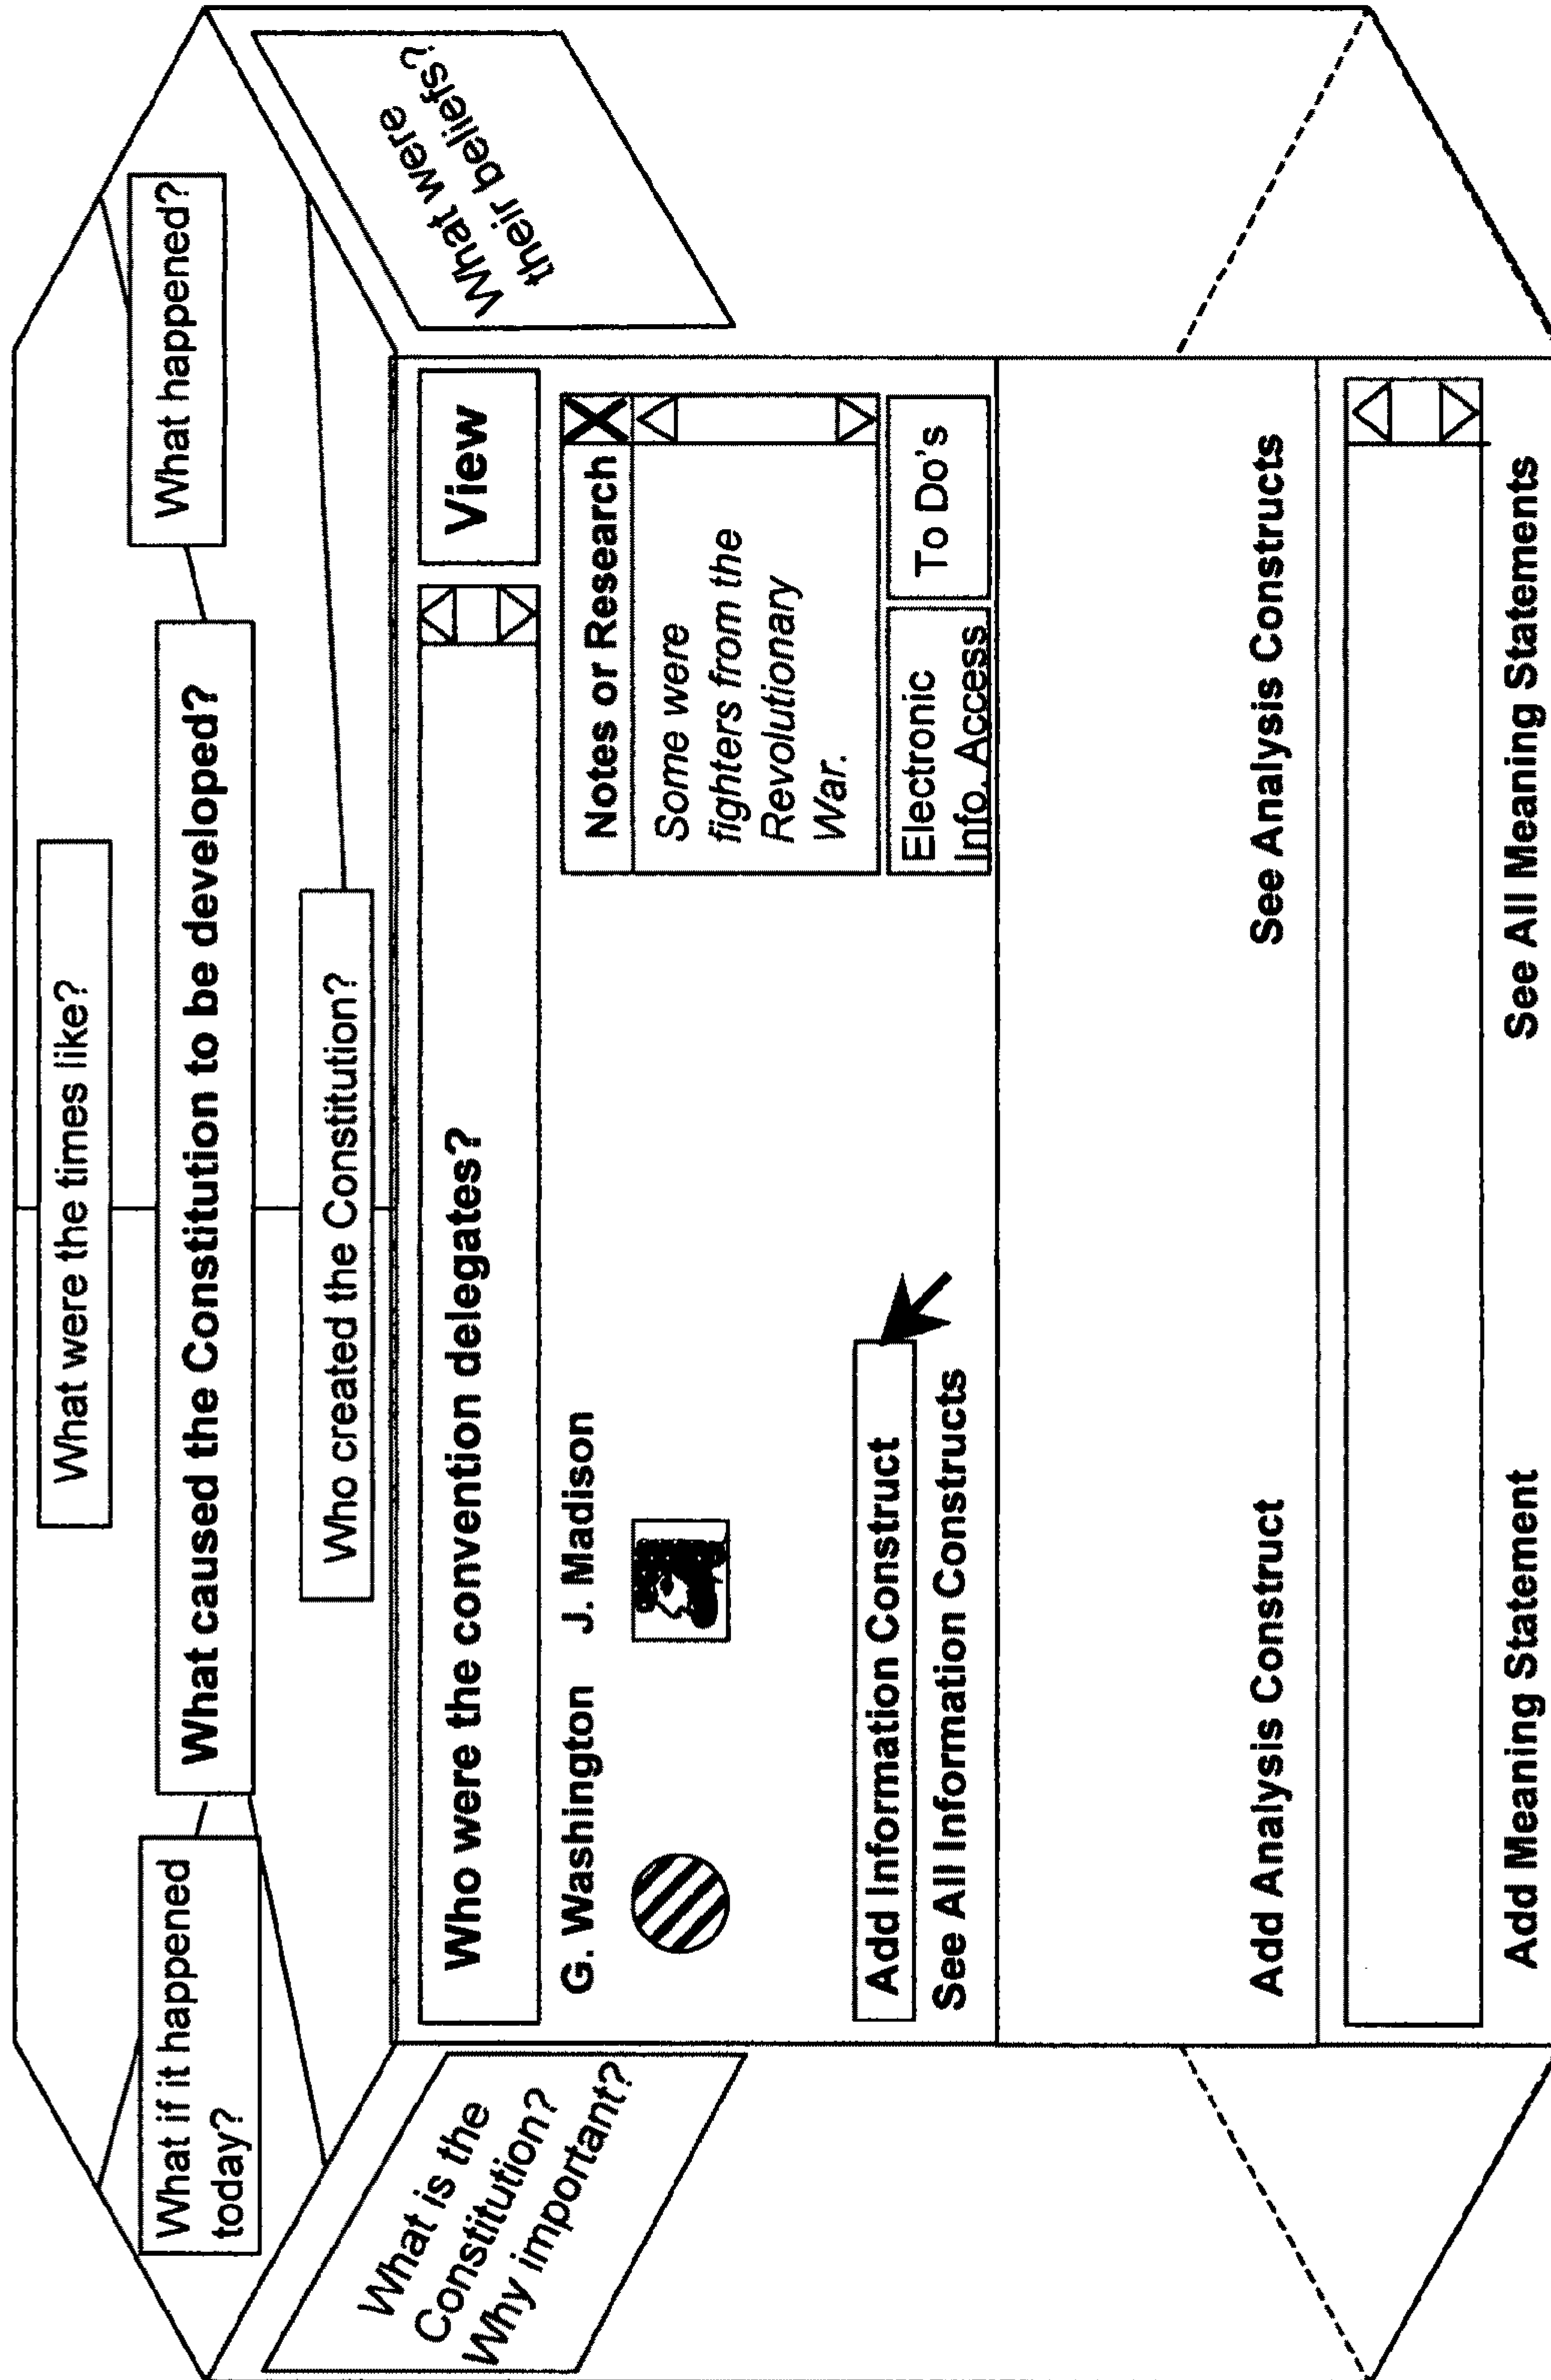 What were the times like?
What if it happened
today?
What caused the Constitution to be developed?
What happened?
Who created the Constitution?
What is the
Constitution?
Why important?
Who were the convention delegates?
View
What were
their beliefs?
G. Washington
J. Madison
Notes or Research
Some were
fighters from the
Revolutionary
War.
Add Information Construct
See All Information Constructs
Electronic
Info. Access
To Do's
Add Analysis Construct
See Analysis Constructs
Add Meaning Statement
See All Meaning Statements